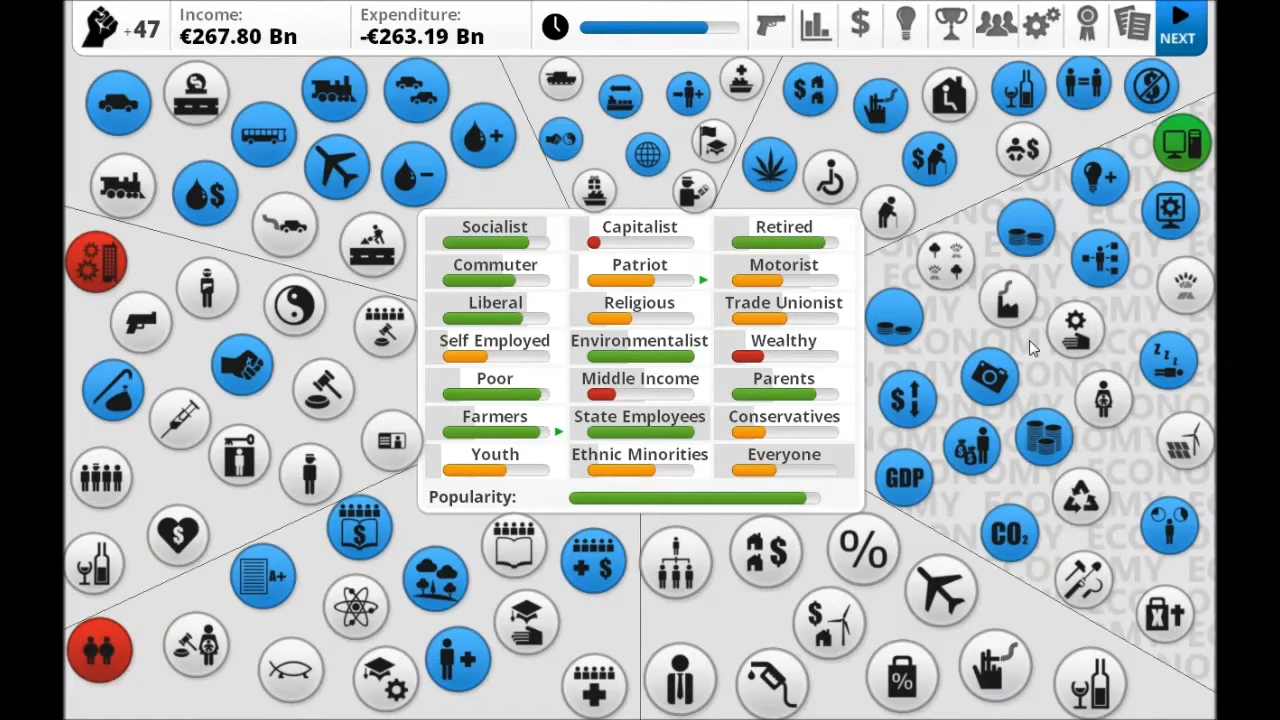 Income:
€267.80 Bn
Expenditure:
-€263.19 Bn
+47
NEXT
Socialist
Capitalist
Retired
Commuter
Patriot
Motorist
Liberal
Religious
Trade Unionist
Self Employed
Environmentalist
Wealthy
Poor
Middle Income
Parents
Farmers
State Employees
Conservatives
Youth
Ethnic Minorities
Everyone
Popularity:
GDP
CO₂
A+
ECONOMY